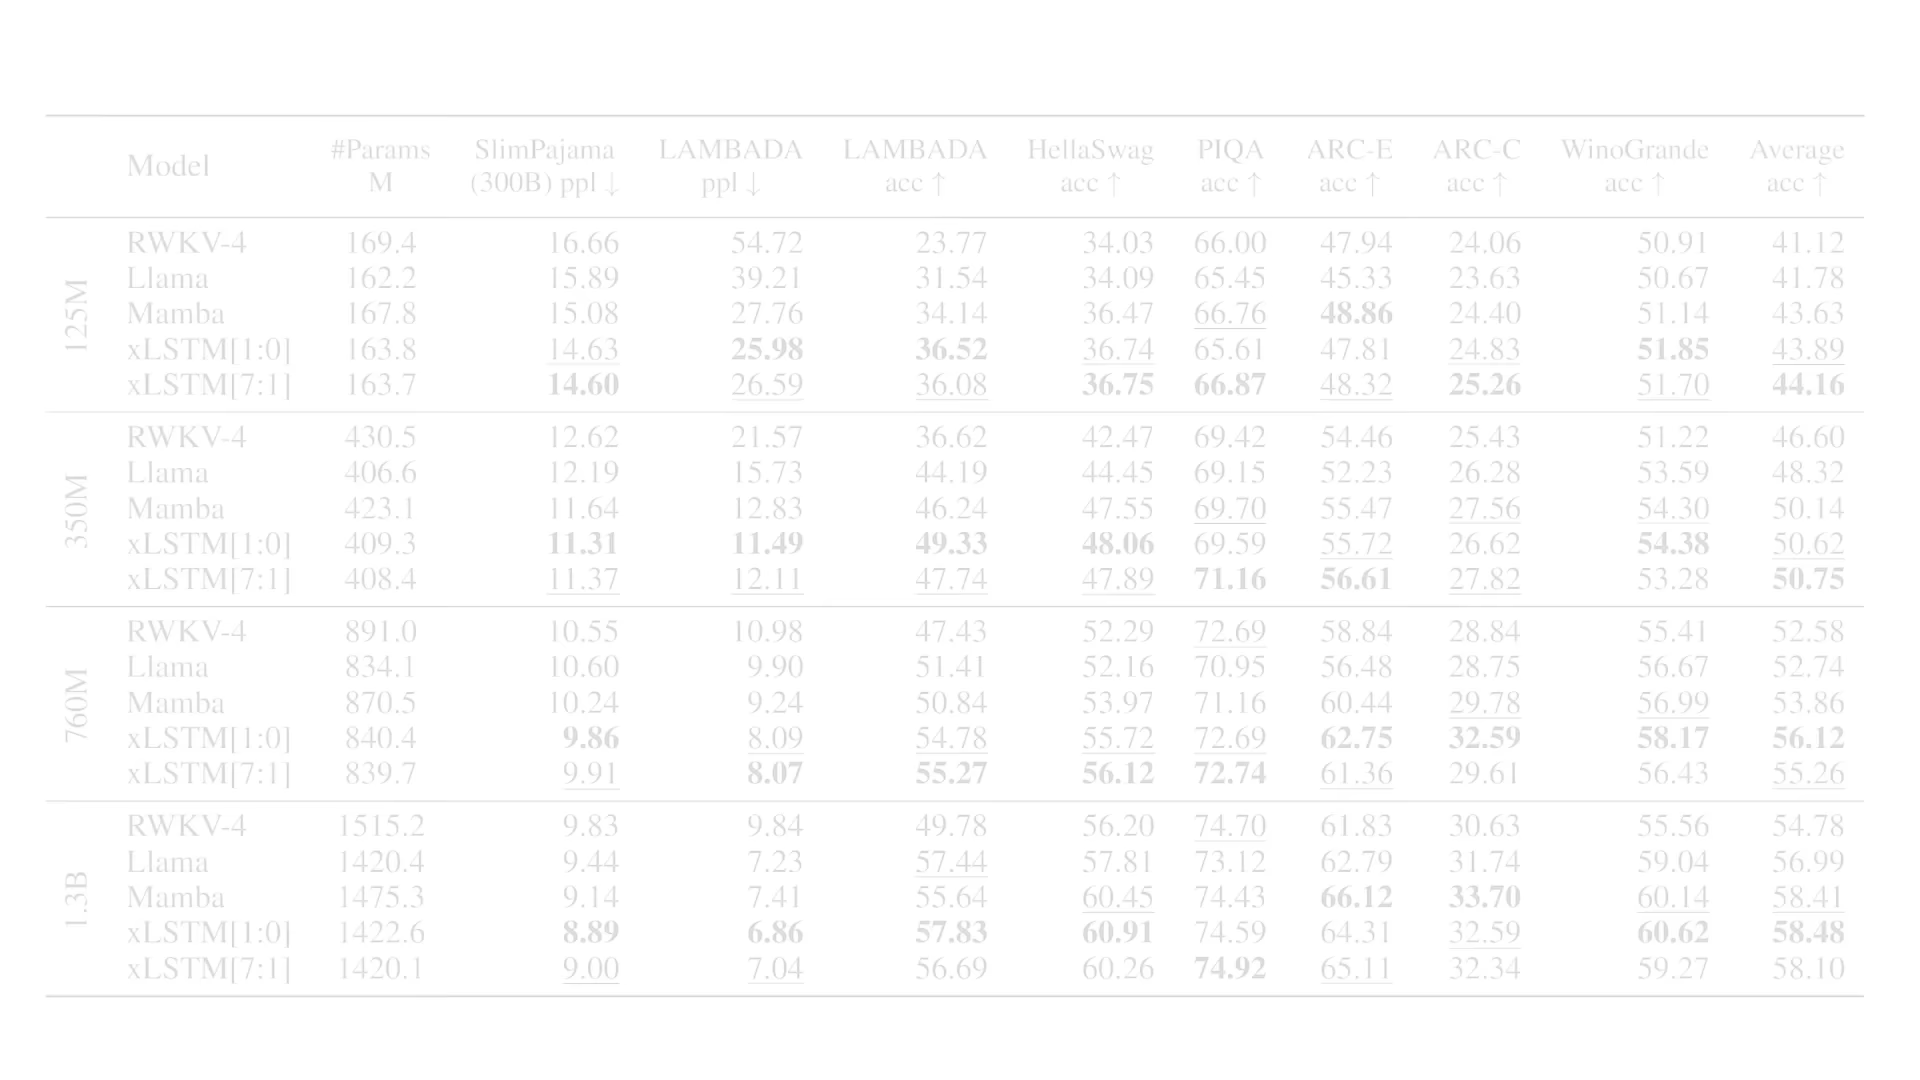 Model #Params M SlimPajama (300B) ppl ↓ LAMBADA ppl ↓ LAMBADA acc ↑ HellaSwag acc ↑ PIQA acc ↑ ARC-E acc ↑ ARC-C acc ↑ WinoGrande acc ↑ Average acc ↑
125M
RWKV-4 169.4 16.66 54.72 23.77 34.03 66.00 47.94 24.06 50.91 41.12
Llama 162.2 15.89 39.21 31.54 34.09 65.45 45.33 23.63 50.67 41.78
Mamba 167.8 15.08 27.76 34.14 36.47 66.76 48.86 24.40 51.14 43.63
xLSTM[1:0] 163.8 14.63 25.98 36.52 36.74 65.61 47.81 24.83 51.85 43.89
xLSTM[7:1] 163.7 14.60 26.59 36.08 36.75 66.87 48.32 25.26 51.70 44.16
350M
RWKV-4 430.5 12.62 21.57 36.62 42.47 69.42 54.46 25.43 51.22 46.60
Llama 406.6 12.19 15.73 44.19 44.45 69.15 52.23 26.28 53.59 48.32
Mamba 423.1 11.64 12.83 46.24 47.55 69.70 55.47 27.56 54.30 50.14
xLSTM[1:0] 409.3 11.31 11.49 49.33 48.06 69.59 55.72 26.62 54.38 50.62
xLSTM[7:1] 408.4 11.37 12.11 47.74 47.89 71.16 56.61 27.82 53.28 50.75
760M
RWKV-4 891.0 10.55 10.98 47.43 52.29 72.69 58.84 28.84 55.41 52.58
Llama 834.1 10.60 9.90 51.41 52.16 70.95 56.48 28.75 56.67 52.74
Mamba 870.5 10.24 9.24 50.84 53.97 71.16 60.44 29.78 56.99 53.86
xLSTM[1:0] 840.4 9.86 8.09 54.78 55.72 72.69 62.75 32.59 58.17 56.12
xLSTM[7:1] 839.7 9.91 8.07 55.27 56.12 72.74 61.36 29.61 56.43 55.26
1.3B
RWKV-4 1515.2 9.83 9.84 49.78 56.20 74.70 61.83 30.63 55.56 54.78
Llama 1420.4 9.44 7.23 57.44 57.81 73.12 62.79 31.74 59.04 56.99
Mamba 1475.3 9.14 7.41 55.64 60.45 74.43 66.12 33.70 60.14 58.41
xLSTM[1:0] 1422.6 8.89 6.86 57.83 60.91 74.59 64.31 32.59 60.62 58.48
xLSTM[7:1] 1420.1 9.00 7.04 56.69 60.26 74.92 65.11 32.34 59.27 58.10